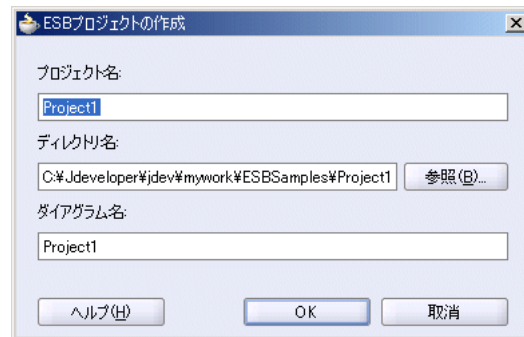 ESBプロジェクトの作成
プロジェクト名:
Project1
ディレクトリ名:
C:¥Jdeveloper¥jdev¥mywork¥ESBSamples¥Project1 参照(B)...
ダイアグラム名:
Project1
ヘルプ(H) OK 取消